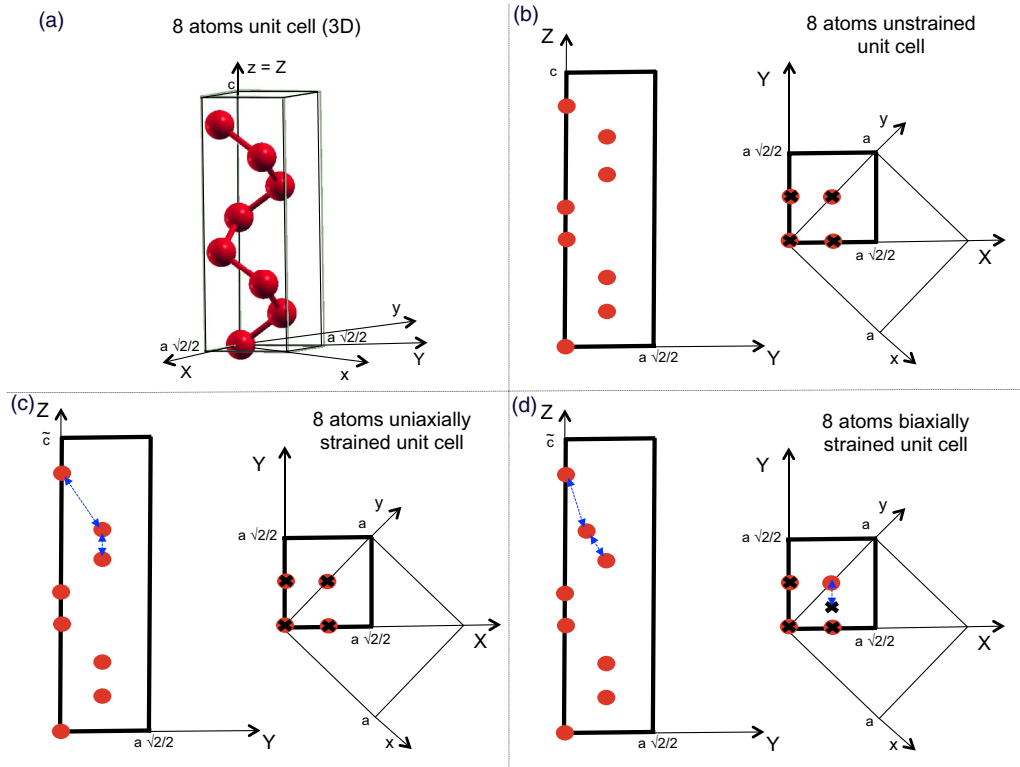 (a)
8 atoms unit cell (3D)
z = Z
c
a √2/2
a √2/2
y
Y
X
x
(b)
8 atoms unstrained
unit cell
Z
c
Y
a √2/2
Y
y
a
a √2/2
a √2/2
X
a
x
(c)
8 atoms uniaxially
strained unit cell
Z
c̃
Y
a √2/2
Y
y
a
a √2/2
a √2/2
X
a
x
(d)
8 atoms biaxially
strained unit cell
Z
c̃
Y
a √2/2
Y
y
a
a √2/2
a √2/2
X
a
x